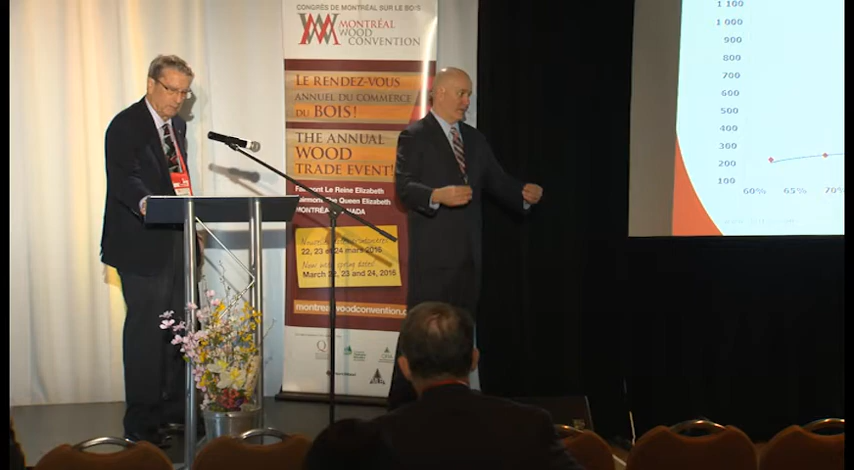 CONGRÈS DE MONTRÉAL SUR LE BOIS
MONTRÉAL
WOOD
CONVENTION
LE RENDEZ-VOUS
ANNUEL DU COMMERCE
DU BOIS!
THE ANNUAL
WOOD
TRADE EVENT!
Fairmont Le Reine Elizabeth
Fairmont The Queen Elizabeth
MONTRÉAL CANADA
22, 23 et 24 mars 2016
March 22, 23 and 24, 2016
montrealwoodconvention.c
1 100
1 000
900
800
700
600
500
400
300
200
100
60% 65% 70%